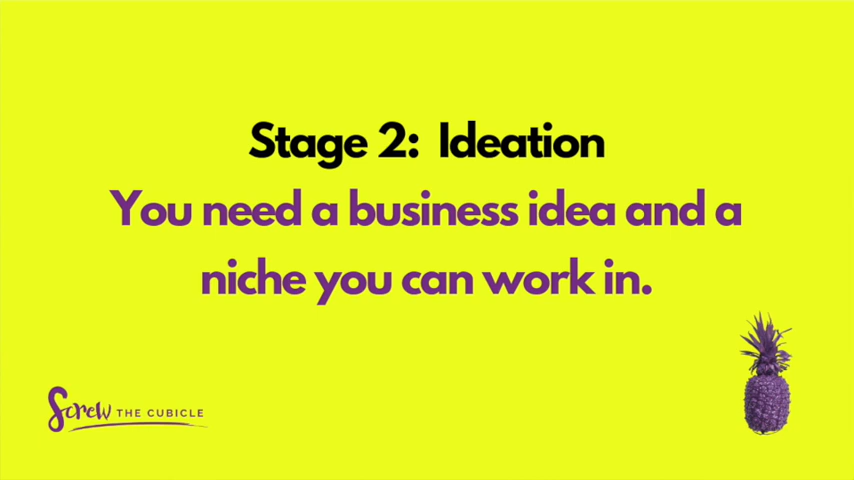 Stage 2: Ideation
You need a business idea and a
niche you can work in.
Screw THE CUBICLE